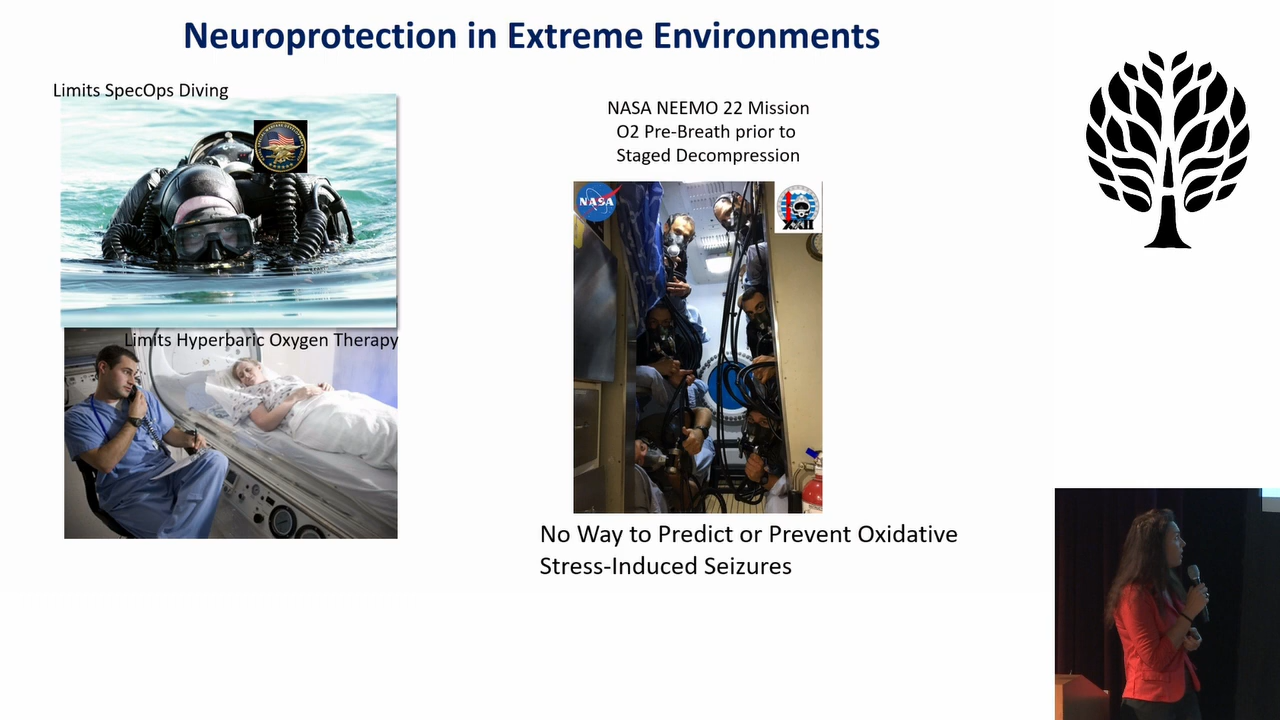 Neuroprotection in Extreme Environments
Limits SpecOps Diving
NASA NEEMO 22 Mission
O2 Pre-Breath prior to
Staged Decompression
NASA
XXII
Limits Hyperbaric Oxygen Therapy
No Way to Predict or Prevent Oxidative
Stress-Induced Seizures